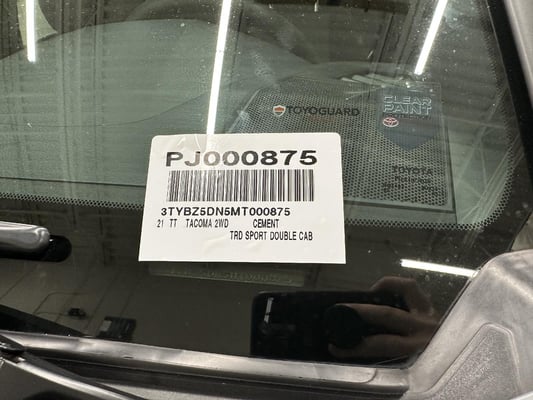 TOYOGUARD
CLEAR
PAINT
TOYOTA
PJ000875
3TYBZ5DN5MT000875
21 TT TACOMA 2WD CEMENT
TRD SPORT DOUBLE CAB